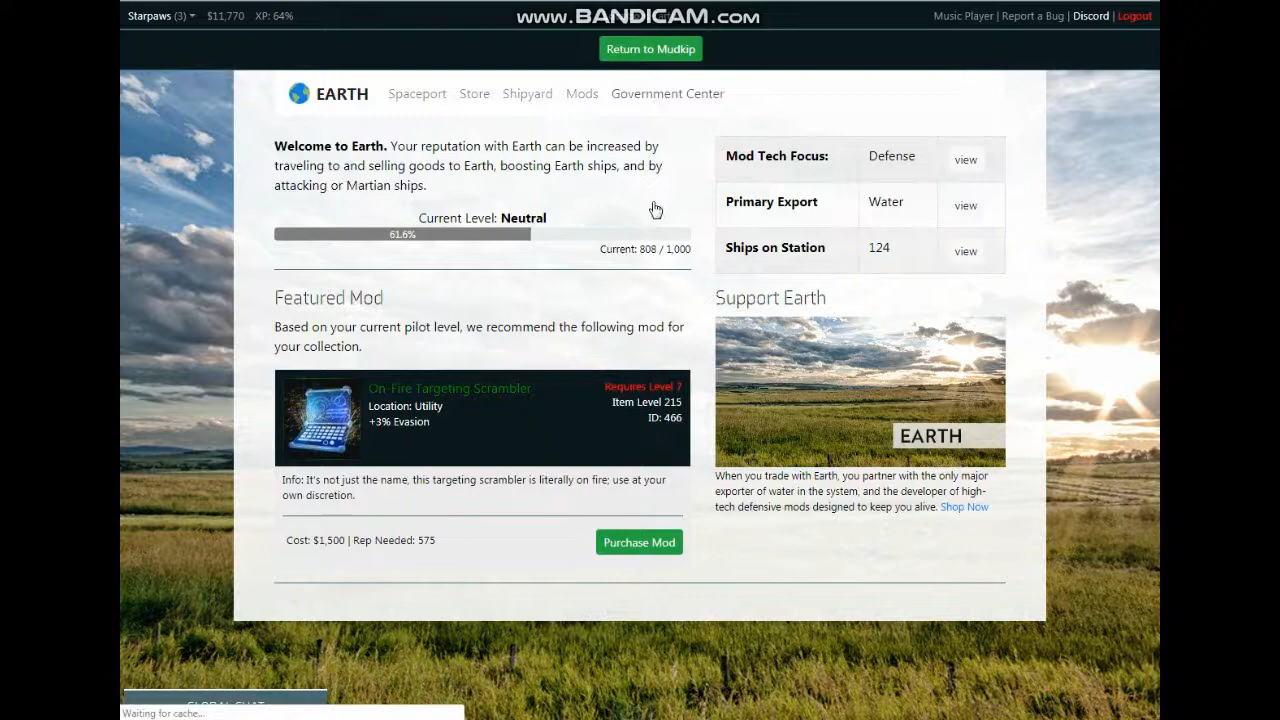 Starpaws (3) $11,770 XP: 64% www.BANDICAM.com Music Player | Report a Bug | Discord | Logout
Return to Mudkip
EARTH Spaceport Store Shipyard Mods Government Center
Welcome to Earth. Your reputation with Earth can be increased by
traveling to and selling goods to Earth, boosting Earth ships, and by
attacking or Martian ships.
Current Level: Neutral
61.6%
Current: 808 / 1,000
Mod Tech Focus: Defense view
Primary Export Water view
Ships on Station 124 view
Featured Mod
Based on your current pilot level, we recommend the following mod for
your collection.
On-Fire Targeting Scrambler Requires Level 7
Location: Utility Item Level 215
+3% Evasion ID: 466
Info: It's not just the name, this targeting scrambler is literally on fire; use at your
own discretion.
Cost: $1,500 | Rep Needed: 575 Purchase Mod
Support Earth
EARTH
When you trade with Earth, you partner with the only major
exporter of water in the system, and the developer of high-
tech defensive mods designed to keep you alive. Shop Now
GLOBAL CHAT
Waiting for cache...